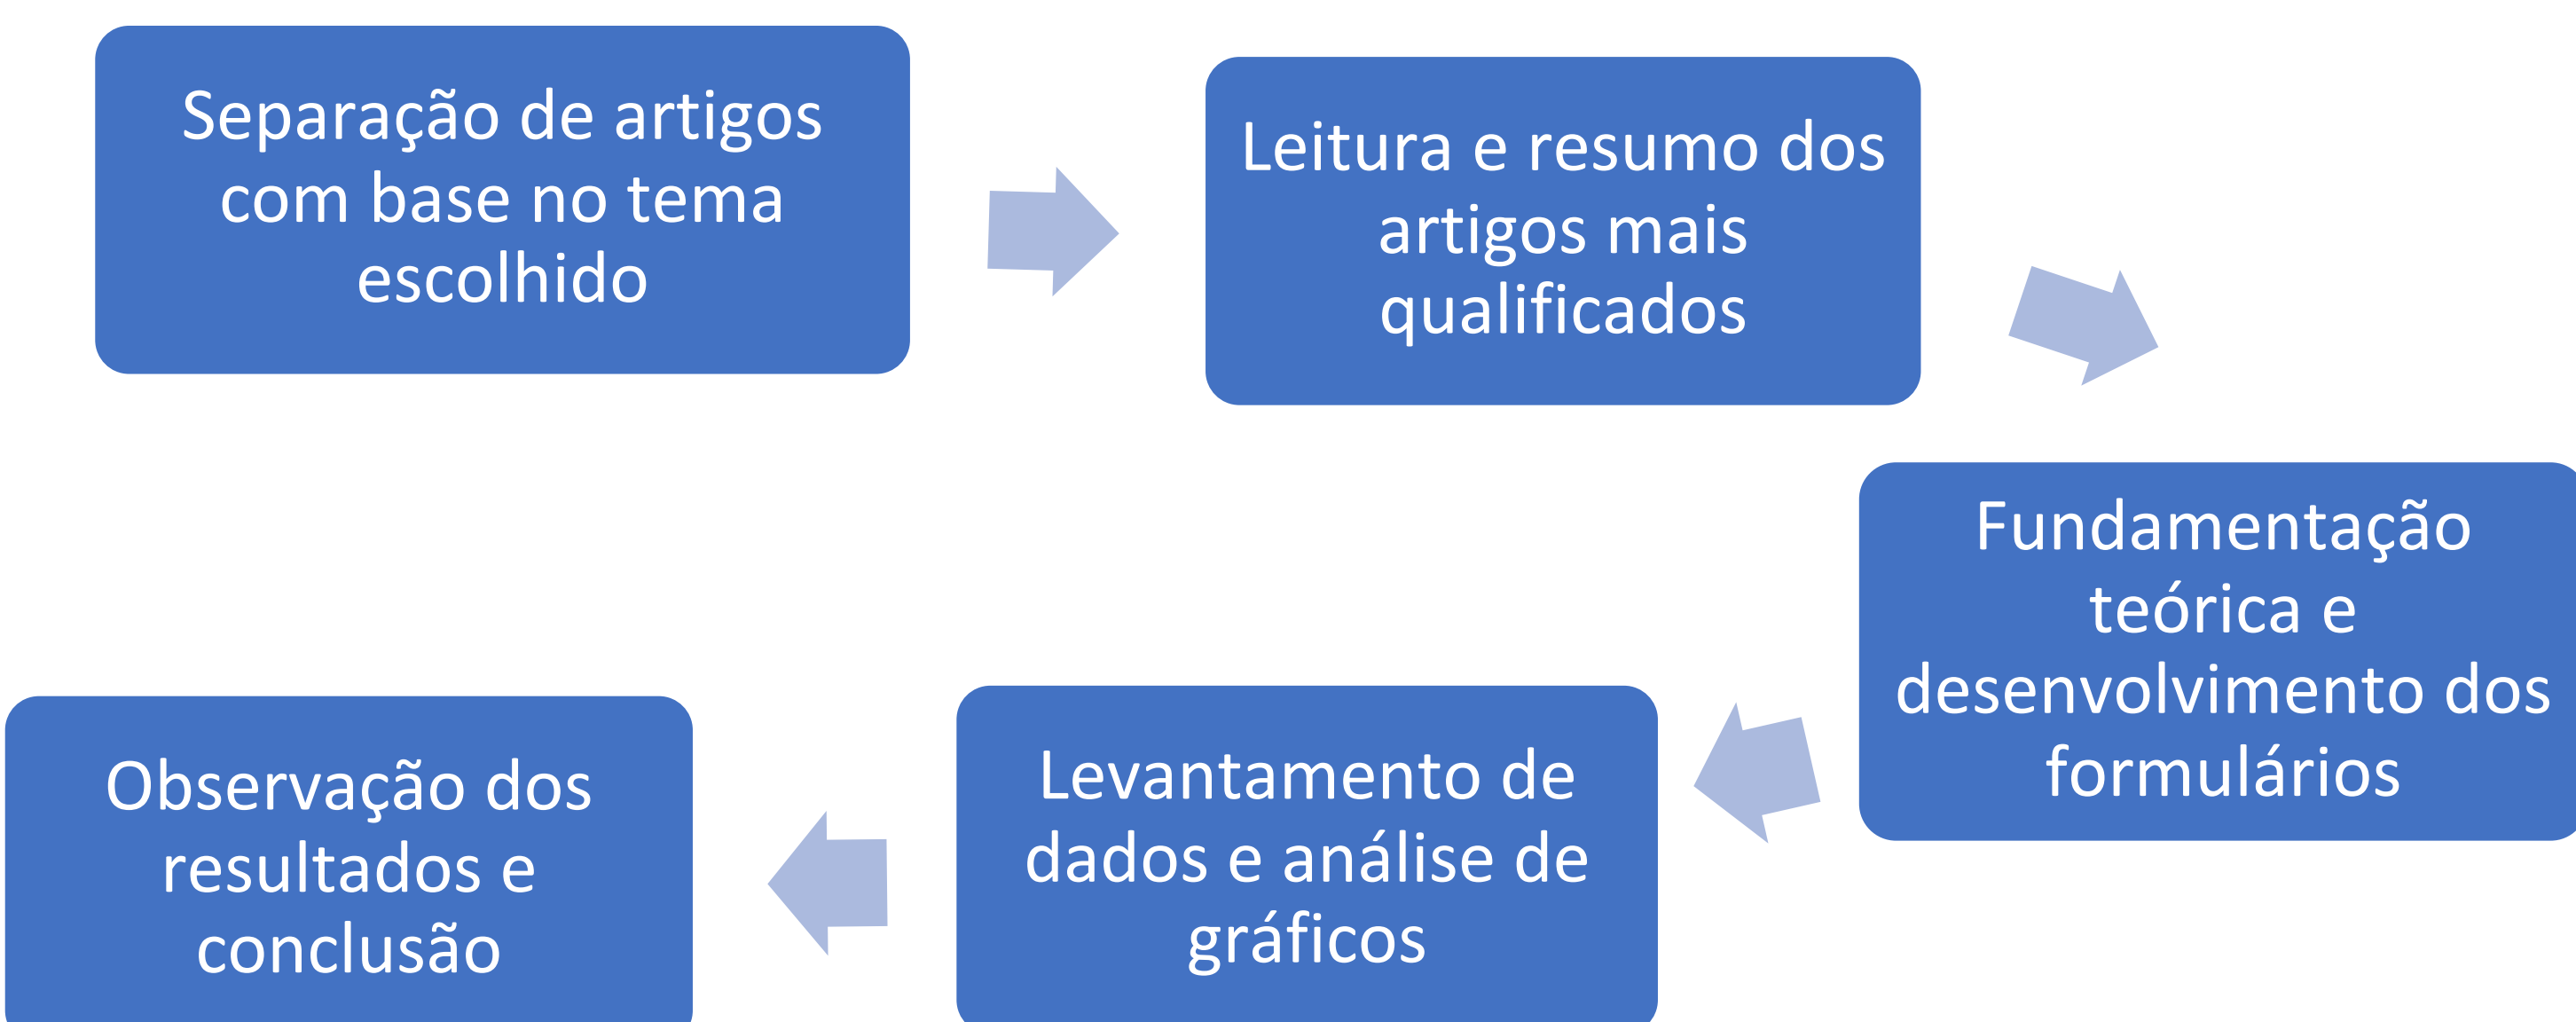 Separação de artigos
com base no tema
escolhido
Leitura e resumo dos
artigos mais
qualificados
Fundamentação
teórica e
desenvolvimento dos
formulários
Levantamento de
dados e análise de
gráficos
Observação dos
resultados e
conclusão